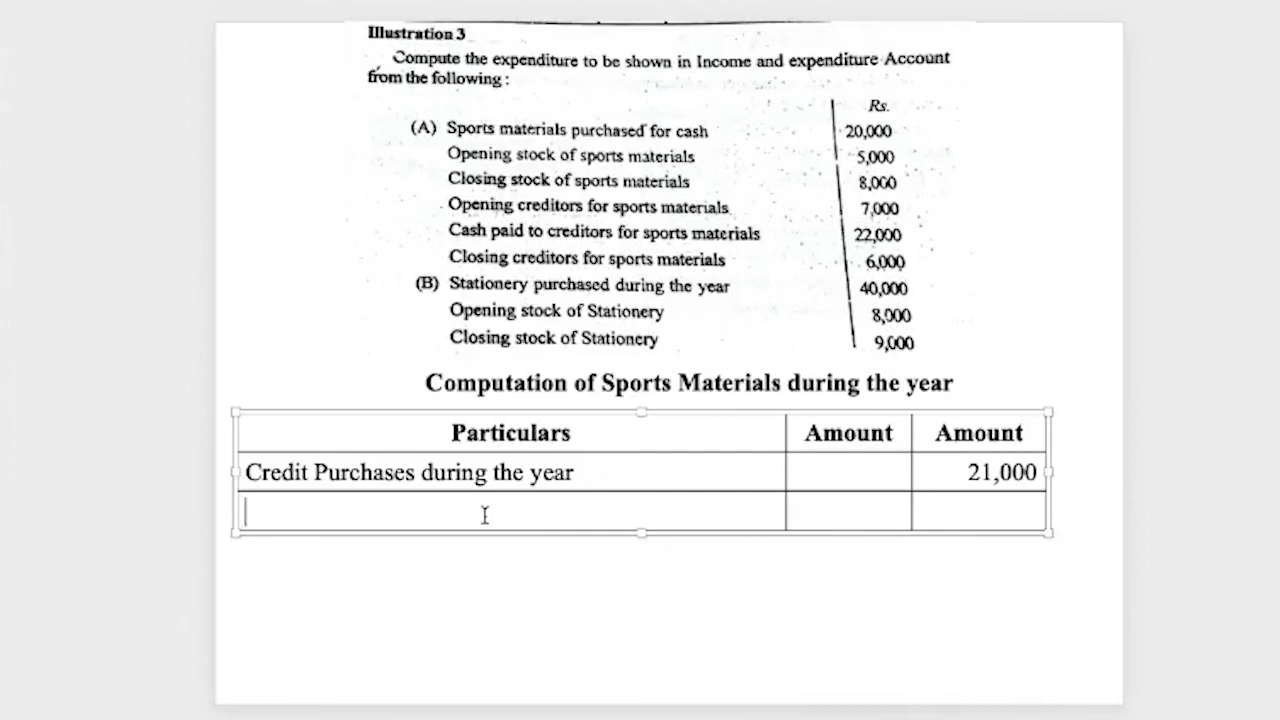 Illustration 3
Compute the expenditure to be shown in Income and expenditure Account
from the following :
Rs.
(A) Sports materials purchased for cash 20,000
Opening stock of sports materials 5,000
Closing stock of sports materials 8,000
Opening creditors for sports materials 7,000
Cash paid to creditors for sports materials 22,000
Closing creditors for sports materials 6,000
(B) Stationery purchased during the year 40,000
Opening stock of Stationery 8,000
Closing stock of Stationery 9,000
Computation of Sports Materials during the year
Particulars Amount Amount
Credit Purchases during the year 21,000